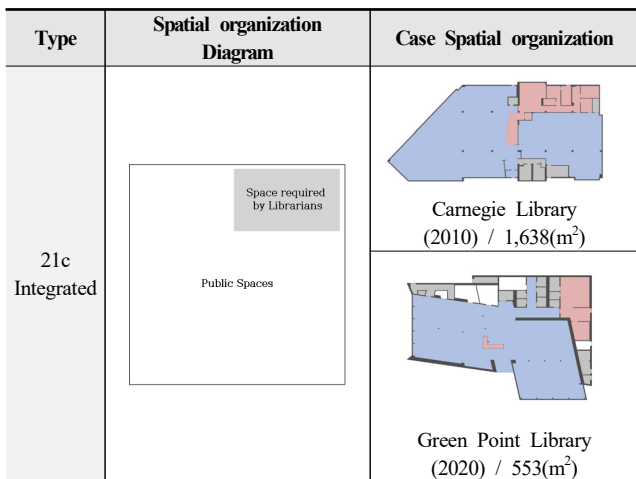 Type
Spatial organization
Diagram
Case Spatial organization
21c
Integrated
Space required
by Librarians
Public Spaces
Carnegie Library
(2010) / 1,638(m²)
Green Point Library
(2020) / 553(m²)